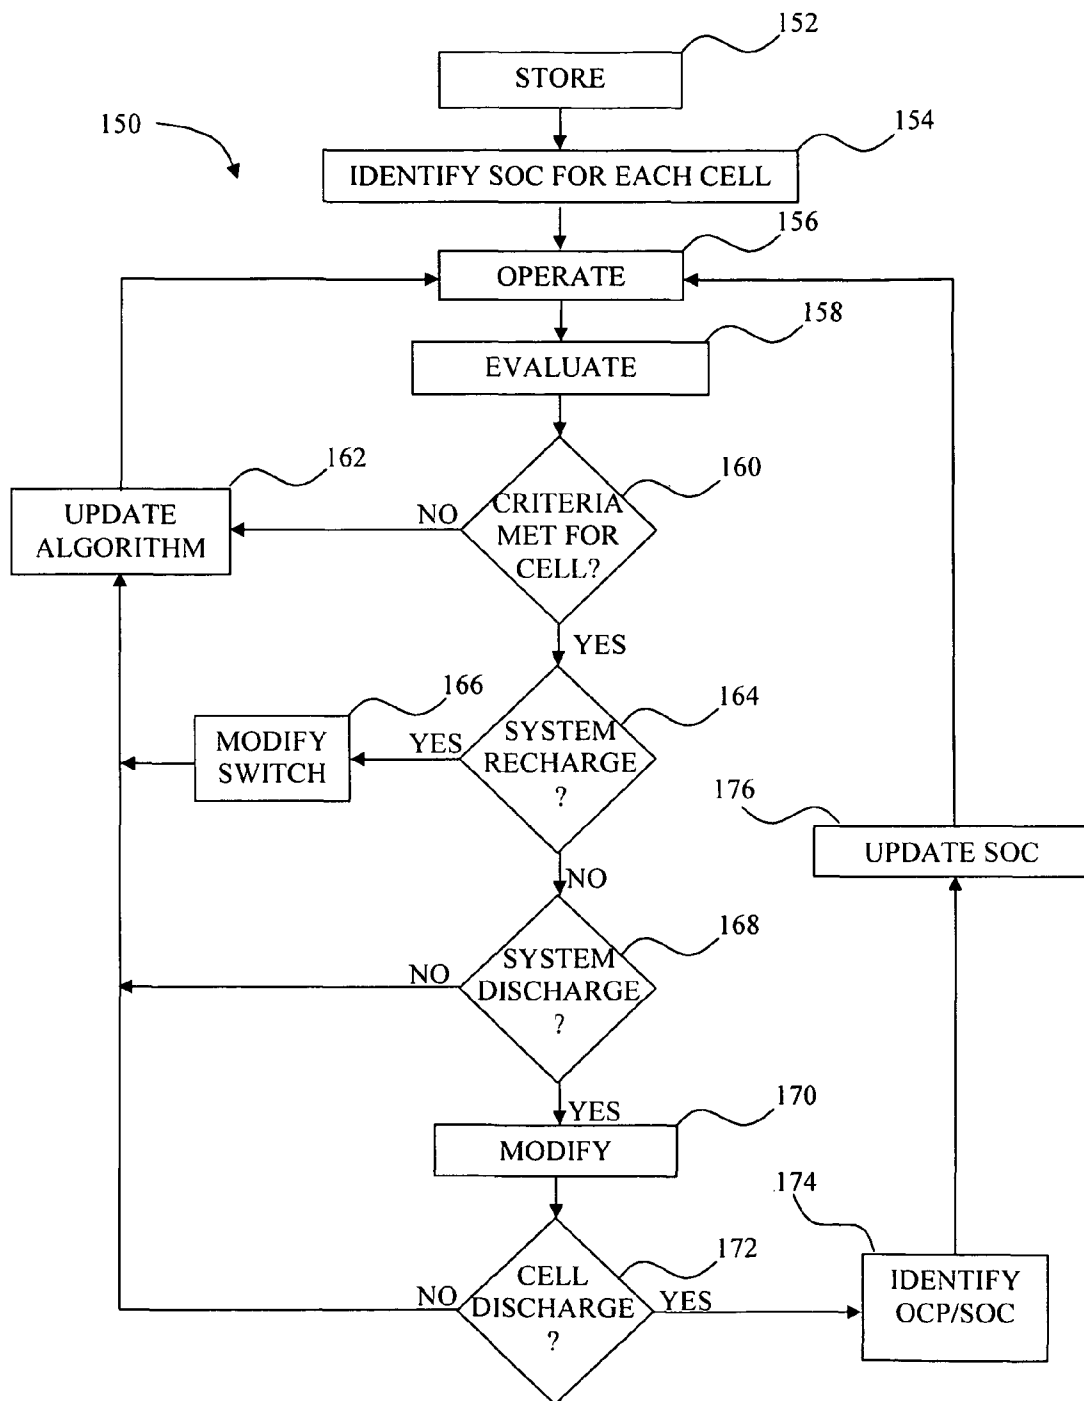 152
STORE
150
154
IDENTIFY SOC FOR EACH CELL
156
OPERATE
158
EVALUATE
162
160
UPDATE
ALGORITHM
NO
CRITERIA
MET FOR
CELL?
YES
166
164
MODIFY
SWITCH
YES
SYSTEM
RECHARGE
?
176
UPDATE SOC
NO
168
NO
SYSTEM
DISCHARGE
?
YES
170
MODIFY
174
172
NO
CELL
DISCHARGE
?
YES
IDENTIFY
OCP/SOC